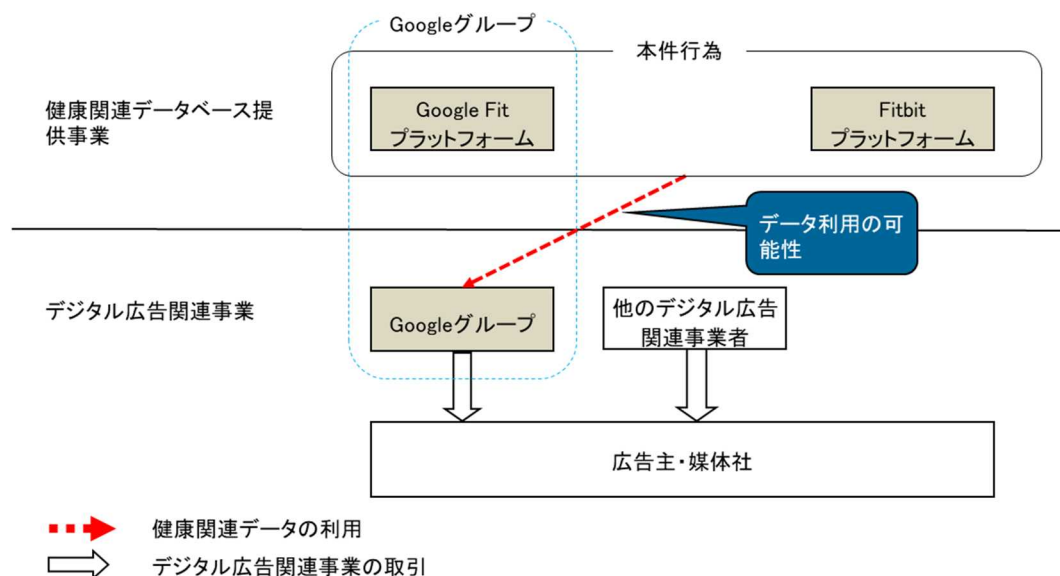 Googleグループ
本件行為
健康関連データベース提
供事業
Google Fit
プラットフォーム
Fitbit
プラットフォーム
データ利用の可
能性
デジタル広告関連事業
Googleグループ
他のデジタル広告
関連事業者
広告主・媒体社
健康関連データの利用
デジタル広告関連事業の取引